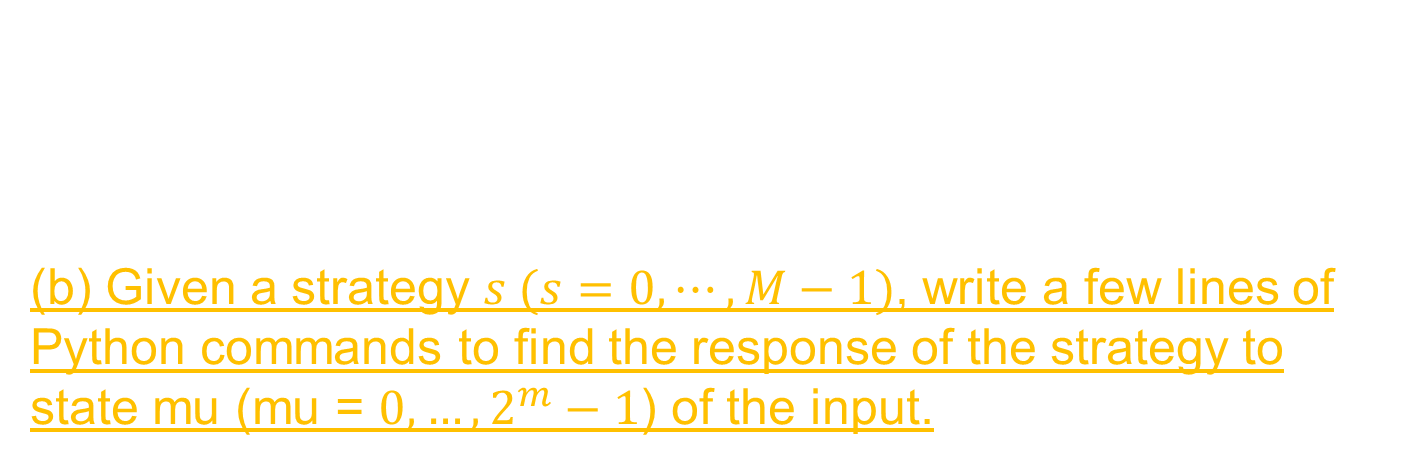 (b) Given a strategy s (s = 0, ⋯ , M − 1), write a few lines of
Python commands to find the response of the strategy to
state mu (mu = 0, … , 2^m − 1) of the input.